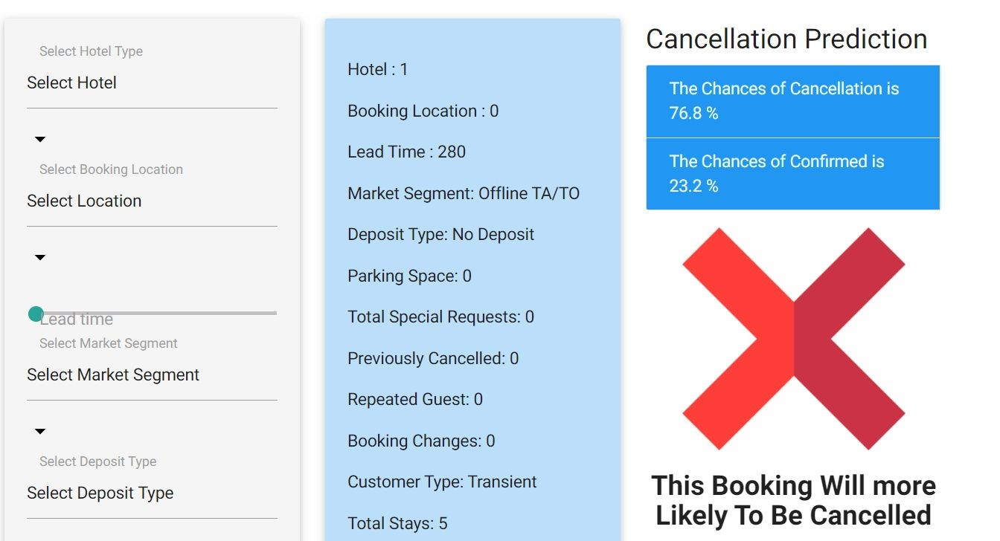 Select Hotel Type
Select Hotel
Select Booking Location
Select Location
Lead time
Select Market Segment
Select Market Segment
Select Deposit Type
Select Deposit Type
Hotel : 1
Booking Location : 0
Lead Time : 280
Market Segment: Offline TA/TO
Deposit Type: No Deposit
Parking Space: 0
Total Special Requests: 0
Previously Cancelled: 0
Repeated Guest: 0
Booking Changes: 0
Customer Type: Transient
Total Stays: 5
Cancellation Prediction
The Chances of Cancellation is
76.8 %
The Chances of Confirmed is
23.2 %
This Booking Will more
Likely To Be Cancelled